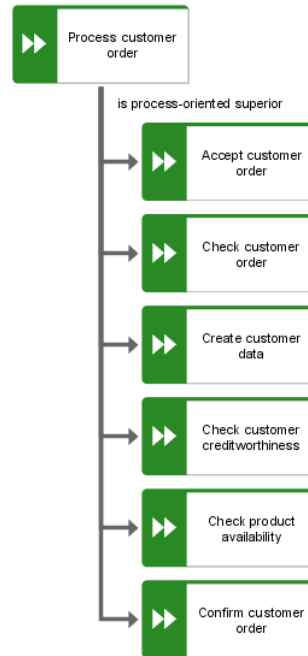 Process customer
order
is process-oriented superior
Accept customer
order
Check customer
order
Create customer
data
Check customer
creditworthiness
Check product
availability
Confirm customer
order